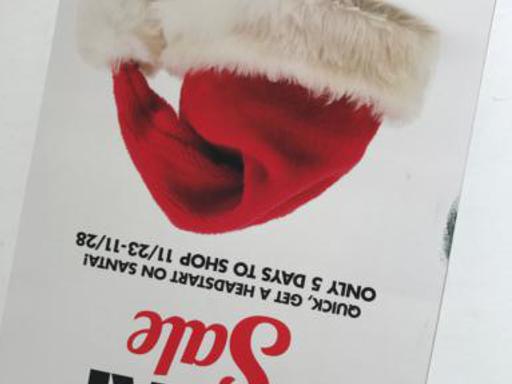 Sale
QUICK, GET A HEADSTART ON SANTA!
ONLY 5 DAYS TO SHOP 11/23-11/28